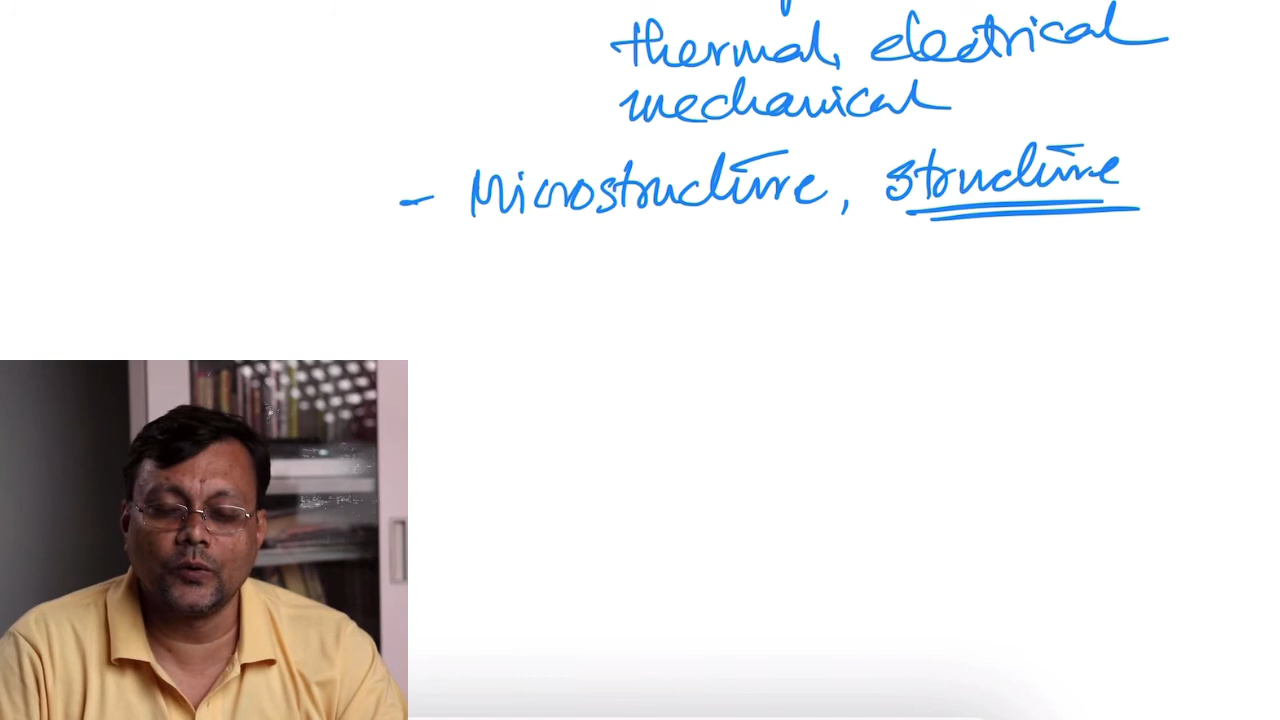 thermal, electrical
mechanical
- Microstructure, structure